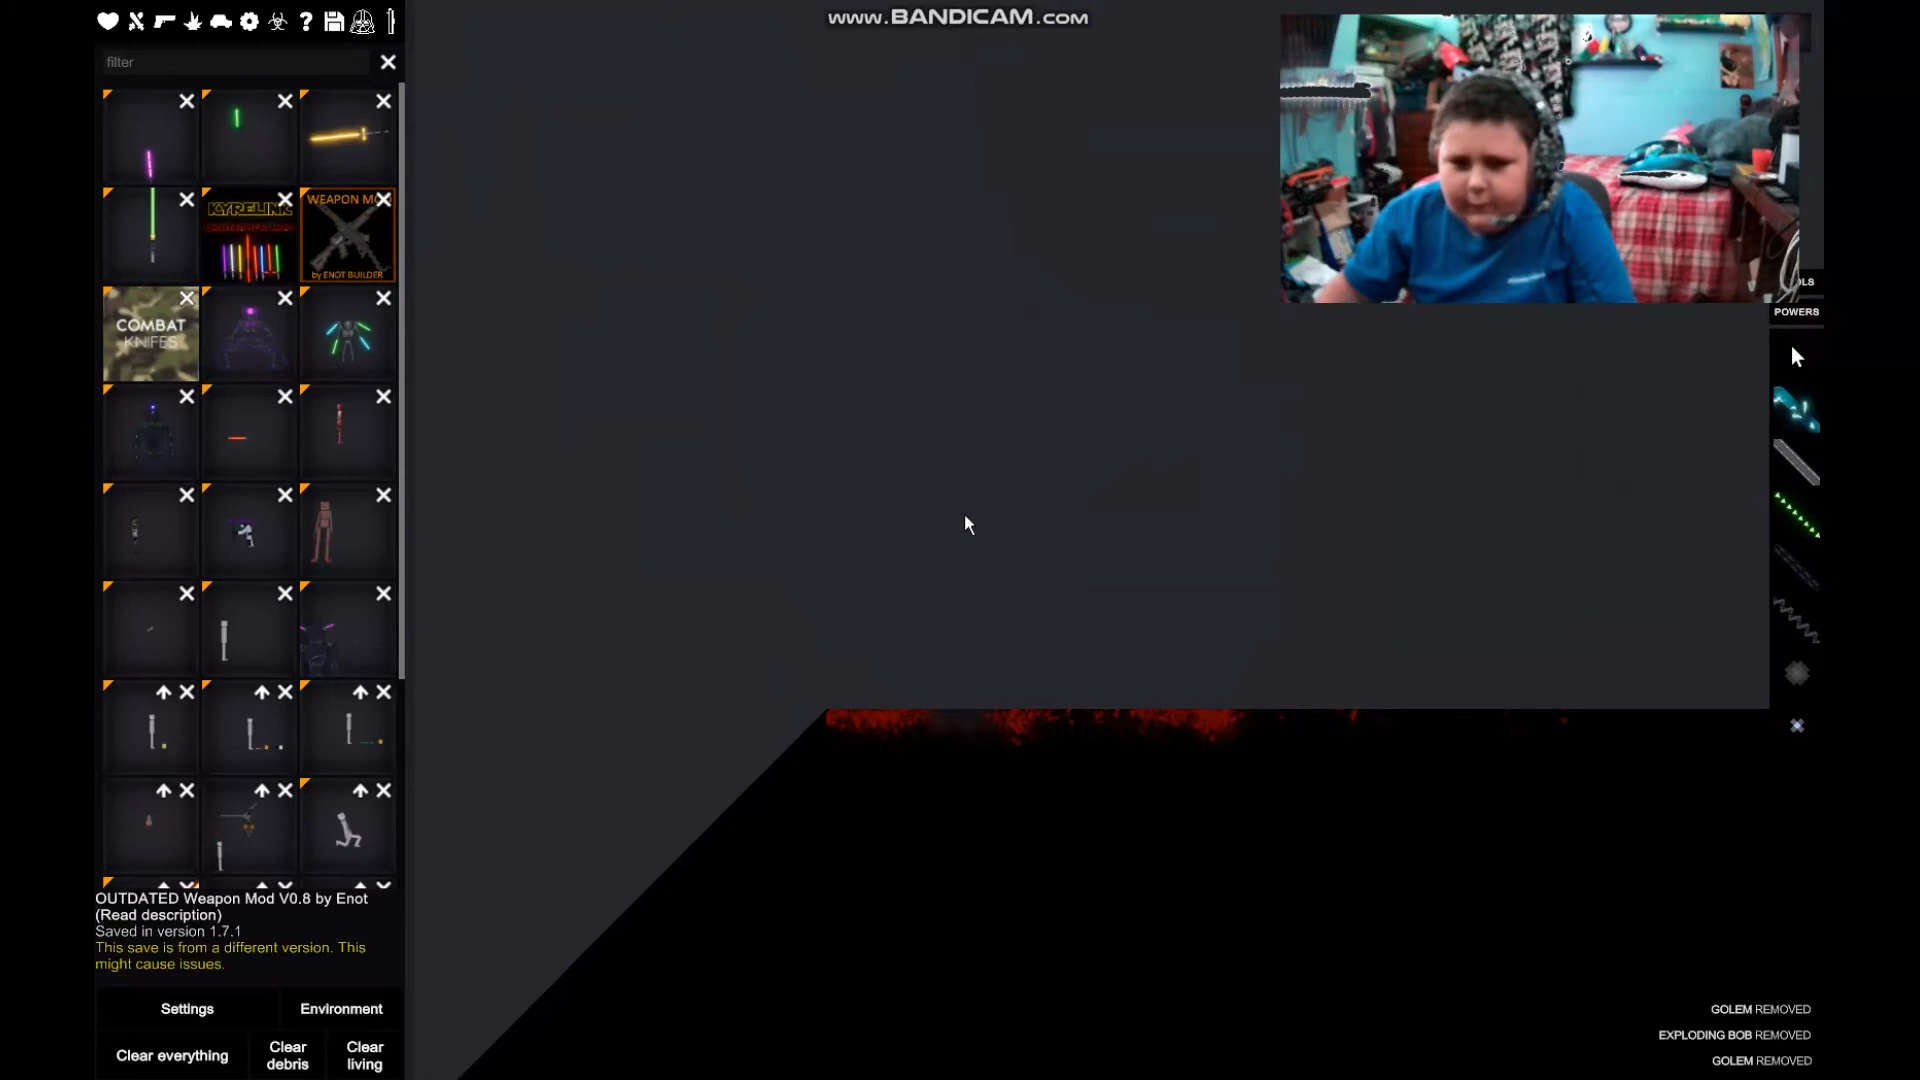 www.BANDICAM.com
filter
KYRELINK
WEAPON MOD
by ENOT BUILDER
COMBAT
KNIFES
POWERS
OUTDATED Weapon Mod V0.8 by Enot
(Read description)
Saved in version 1.7.1
This save is from a different version. This
might cause issues.
Settings
Environment
Clear everything
Clear
debris
Clear
living
GOLEM REMOVED
EXPLODING BOB REMOVED
GOLEM REMOVED